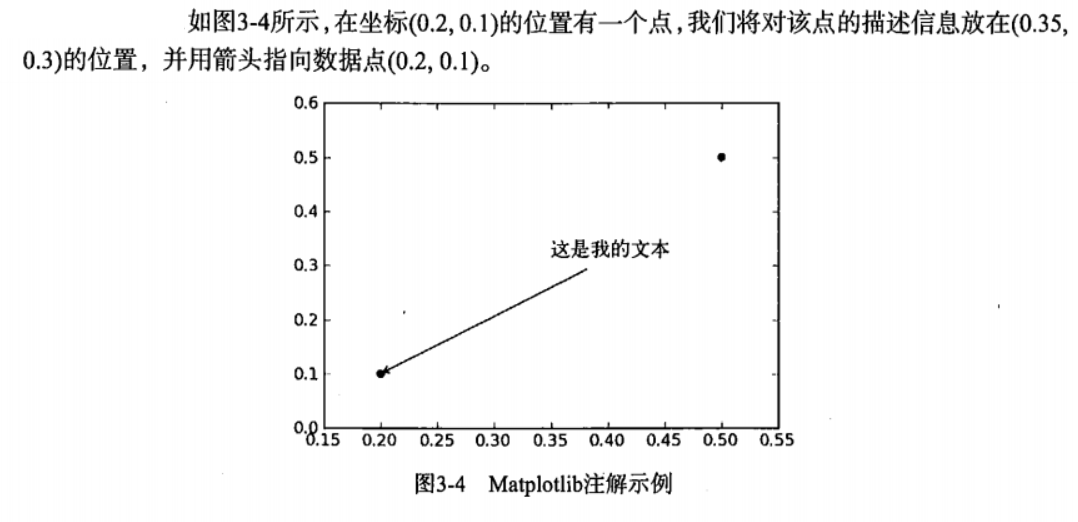 如图3-4所示,在坐标(0.2, 0.1)的位置有一个点,我们将对该点的描述信息放在(0.35,
0.3)的位置，并用箭头指向数据点(0.2, 0.1)。
0.6
0.5
0.4
这是我的文本
0.3
0.2
0.1
0.0
0.15 0.20 0.25 0.30 0.35 0.40 0.45 0.50 0.55
图3-4 Matplotlib注解示例